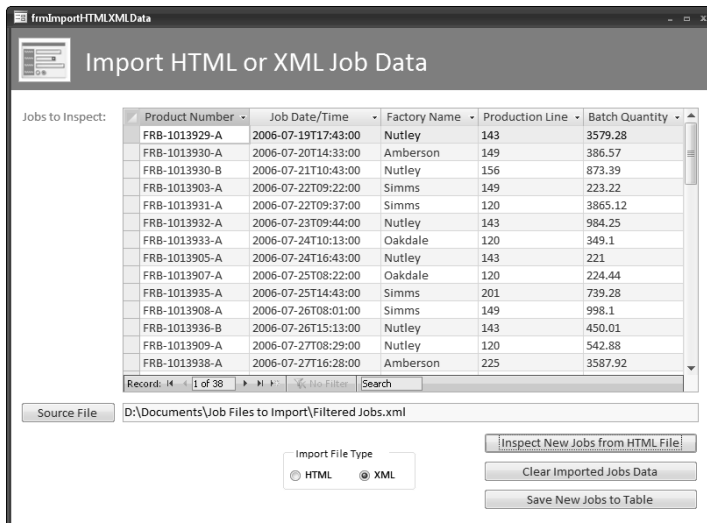 frmImportHTMLXMLData
Import HTML or XML Job Data
Jobs to Inspect:
Product Number Job Date/Time Factory Name Production Line Batch Quantity
FRB-1013929-A 2006-07-19T17:43:00 Nutley 143 3579.28
FRB-1013930-A 2006-07-20T14:33:00 Amberson 149 386.57
FRB-1013930-B 2006-07-21T10:43:00 Nutley 156 873.39
FRB-1013903-A 2006-07-22T09:22:00 Simms 149 223.22
FRB-1013931-A 2006-07-22T09:37:00 Simms 120 3865.12
FRB-1013932-A 2006-07-23T09:44:00 Nutley 143 984.25
FRB-1013933-A 2006-07-24T10:13:00 Oakdale 120 349.1
FRB-1013905-A 2006-07-24T16:43:00 Nutley 143 221
FRB-1013907-A 2006-07-25T08:22:00 Oakdale 120 224.44
FRB-1013935-A 2006-07-25T14:43:00 Simms 201 739.28
FRB-1013908-A 2006-07-26T08:01:00 Simms 149 998.1
FRB-1013936-B 2006-07-26T15:13:00 Nutley 143 450.01
FRB-1013909-A 2006-07-27T08:29:00 Nutley 120 542.88
FRB-1013938-A 2006-07-27T16:28:00 Amberson 225 3587.92
Record: 1 of 38 No Filter Search
Source File D:\Documents\Job Files to Import\Filtered Jobs.xml
Import File Type
HTML XML
Inspect New Jobs from HTML File
Clear Imported Jobs Data
Save New Jobs to Table